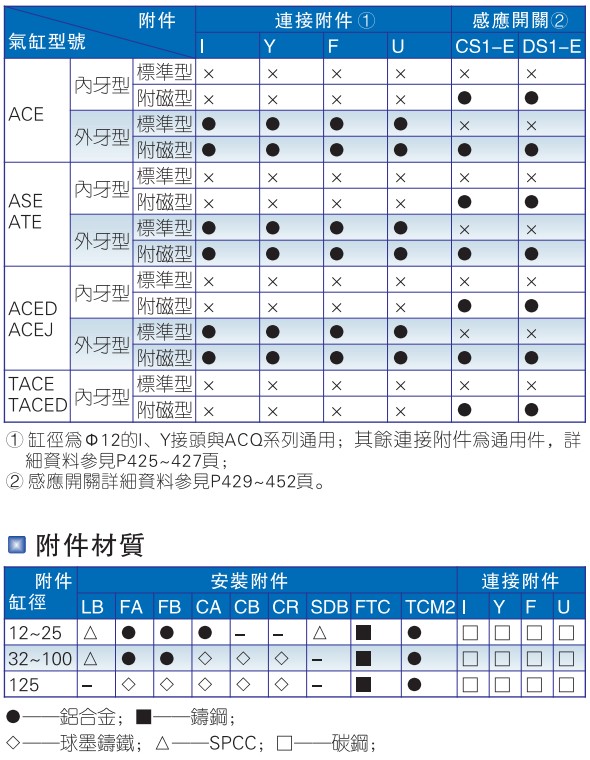 附件 連接附件① 感應開關②
氣缸型號 I Y F U CS1-E DS1-E
ACE 內牙型 標準型 × × × × × ×
附磁型 × × × × ● ●
外牙型 標準型 ● ● ● ● × ×
附磁型 ● ● ● ● ● ●
ASE ATE 內牙型 標準型 × × × × × ×
附磁型 × × × × ● ●
外牙型 標準型 ● ● ● ● × ×
附磁型 ● ● ● ● ● ●
ACED ACEJ 內牙型 標準型 × × × × × ×
附磁型 × × × × ● ●
外牙型 標準型 ● ● ● ● × ×
附磁型 ● ● ● ● ● ●
TACE TACED 內牙型 標準型 × × × × × ×
附磁型 × × × × ● ●
① 缸徑爲Φ12的I、Y接頭與ACQ系列通用；其餘連接附件爲通用件，詳
細資料參見P425~427頁；
② 感應開關詳細資料參見P429~452頁。
附件材質
附件 安裝附件 連接附件
缸徑 LB FA FB CA CB CR SDB FTC TCM2 I Y F U
12~25 △ ● ● ● – – △ ■ ● □ □ □ □
32~100 △ ● ● ◇ ◇ ◇ – ■ ● □ □ □ □
125 – ◇ ◇ ◇ ◇ ◇ – ■ ● □ □ □ □
●——鋁合金；■——鑄鋼；
◇——球墨鑄鐵；△——SPCC；□——碳鋼；